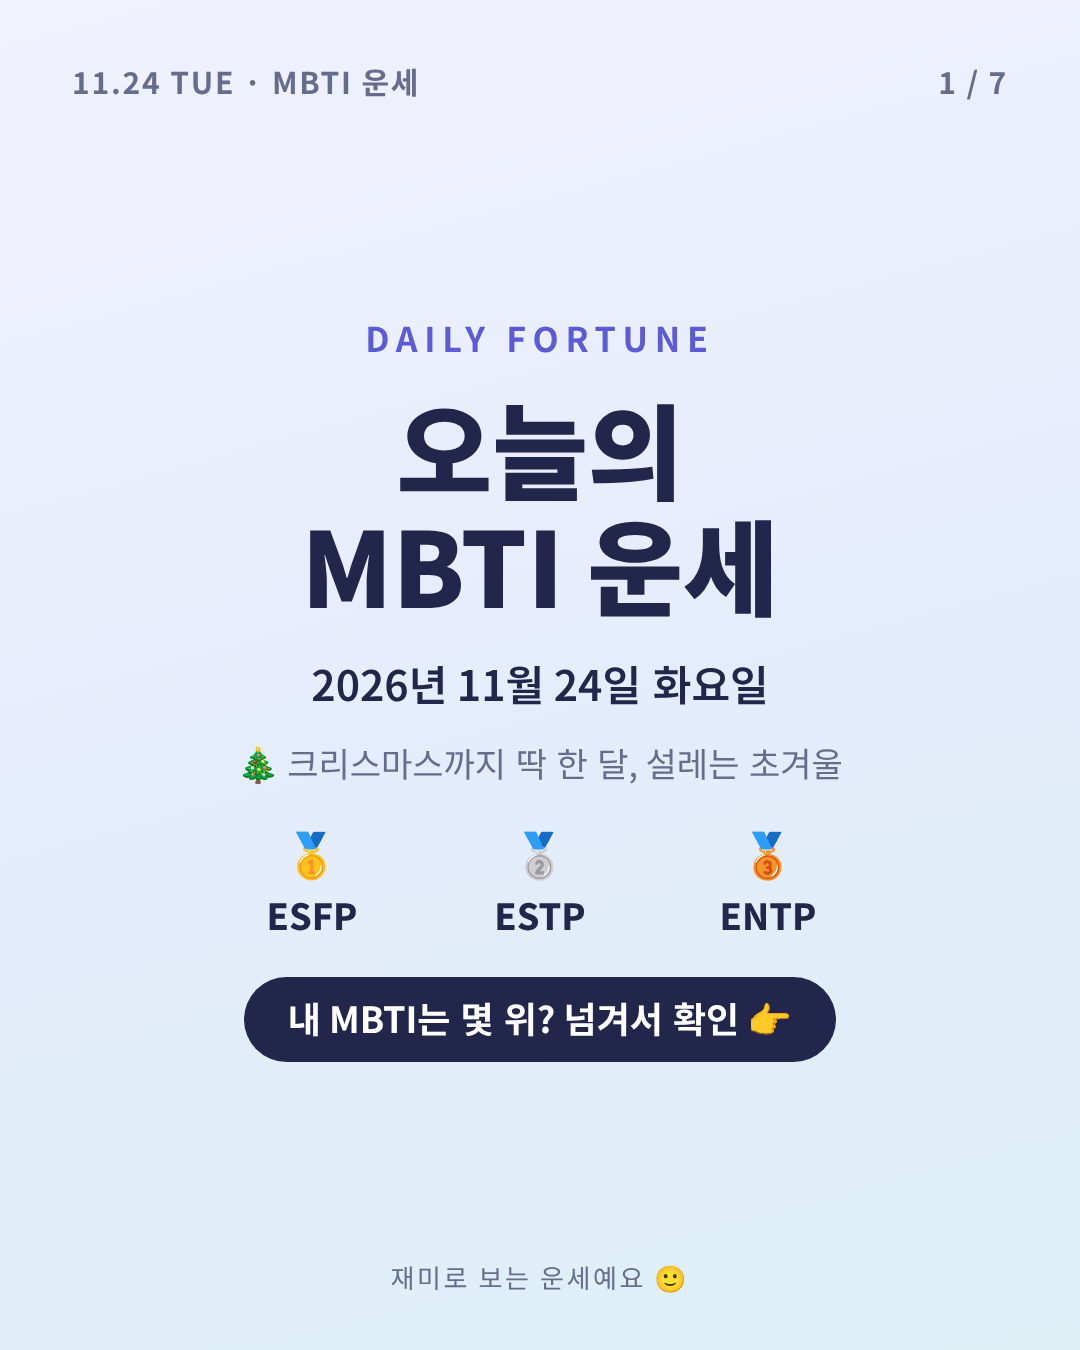 11.24 TUE · MBTI 운세
1 / 7
DAILY FORTUNE
오늘의
MBTI 운세
2026년 11월 24일 화요일
🎄 크리스마스까지 딱 한 달, 설레는 초겨울
🥇 🥈 🥉
ESFP ESTP ENTP
내 MBTI는 몇 위? 넘겨서 확인 👉
재미로 보는 운세예요 🙂